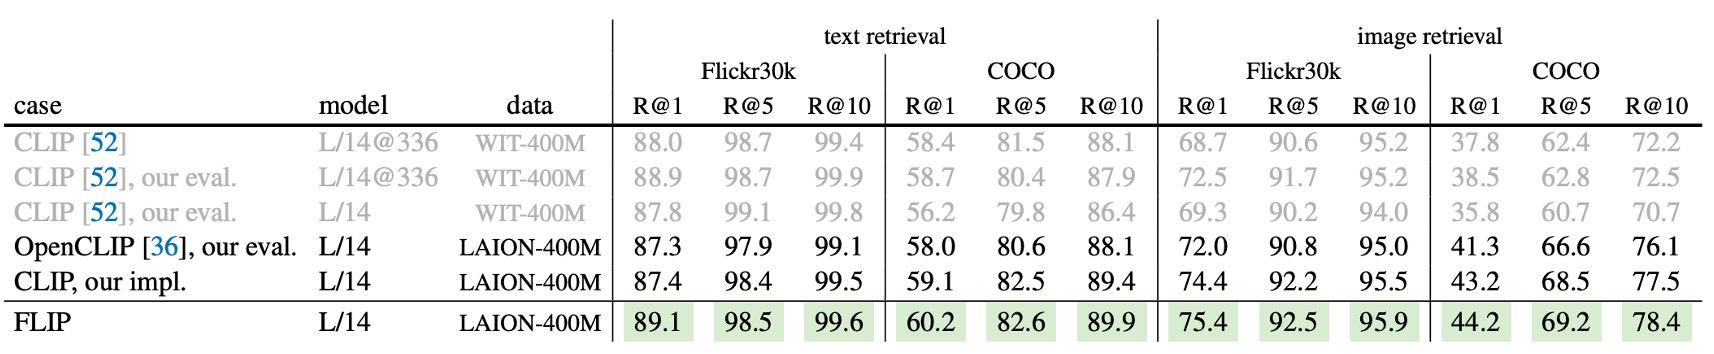 text retrieval image retrieval
Flickr30k COCO Flickr30k COCO
case model data R@1 R@5 R@10 R@1 R@5 R@10 R@1 R@5 R@10 R@1 R@5 R@10
CLIP [52] L/14@336 WIT-400M 88.0 98.7 99.4 58.4 81.5 88.1 68.7 90.6 95.2 37.8 62.4 72.2
CLIP [52], our eval. L/14@336 WIT-400M 88.9 98.7 99.9 58.7 80.4 87.9 72.5 91.7 95.2 38.5 62.8 72.5
CLIP [52], our eval. L/14 WIT-400M 87.8 99.1 99.8 56.2 79.8 86.4 69.3 90.2 94.0 35.8 60.7 70.7
OpenCLIP [36], our eval. L/14 LAION-400M 87.3 97.9 99.1 58.0 80.6 88.1 72.0 90.8 95.0 41.3 66.6 76.1
CLIP, our impl. L/14 LAION-400M 87.4 98.4 99.5 59.1 82.5 89.4 74.4 92.2 95.5 43.2 68.5 77.5
FLIP L/14 LAION-400M 89.1 98.5 99.6 60.2 82.6 89.9 75.4 92.5 95.9 44.2 69.2 78.4